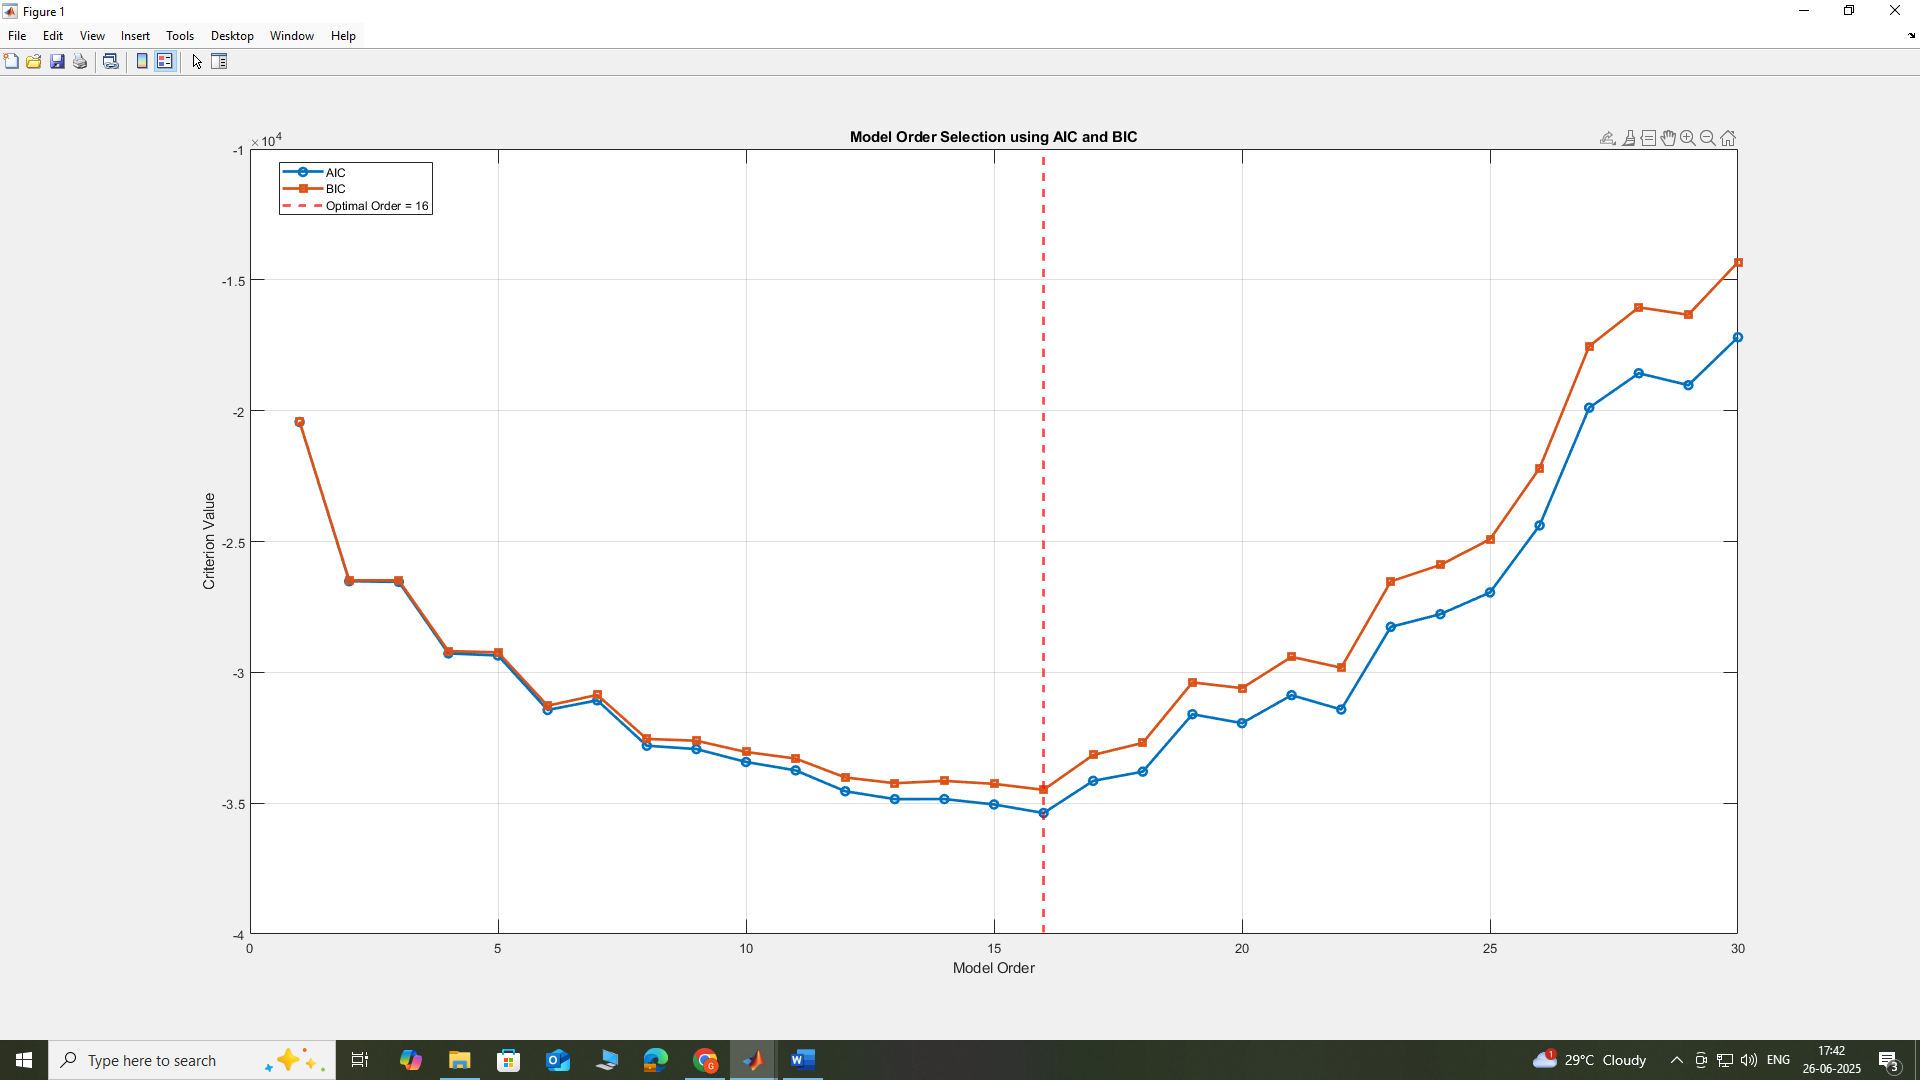 Figure 1
File Edit View Insert Tools Desktop Window Help
Model Order Selection using AIC and BIC
×10^4
-1
-1.5
-2
-2.5
-3
-3.5
-4
Criterion Value
AIC
BIC
Optimal Order = 16
0 5 10 15 20 25 30
Model Order
Type here to search
1
29°C Cloudy
ENG
17:42
26-06-2025
3